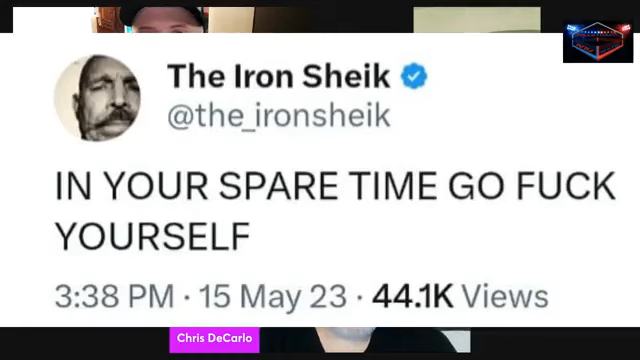 The Iron Sheik
@the_ironsheik
IN YOUR SPARE TIME GO FUCK
YOURSELF
3:38 PM · 15 May 23 · 44.1K Views
Chris DeCarlo